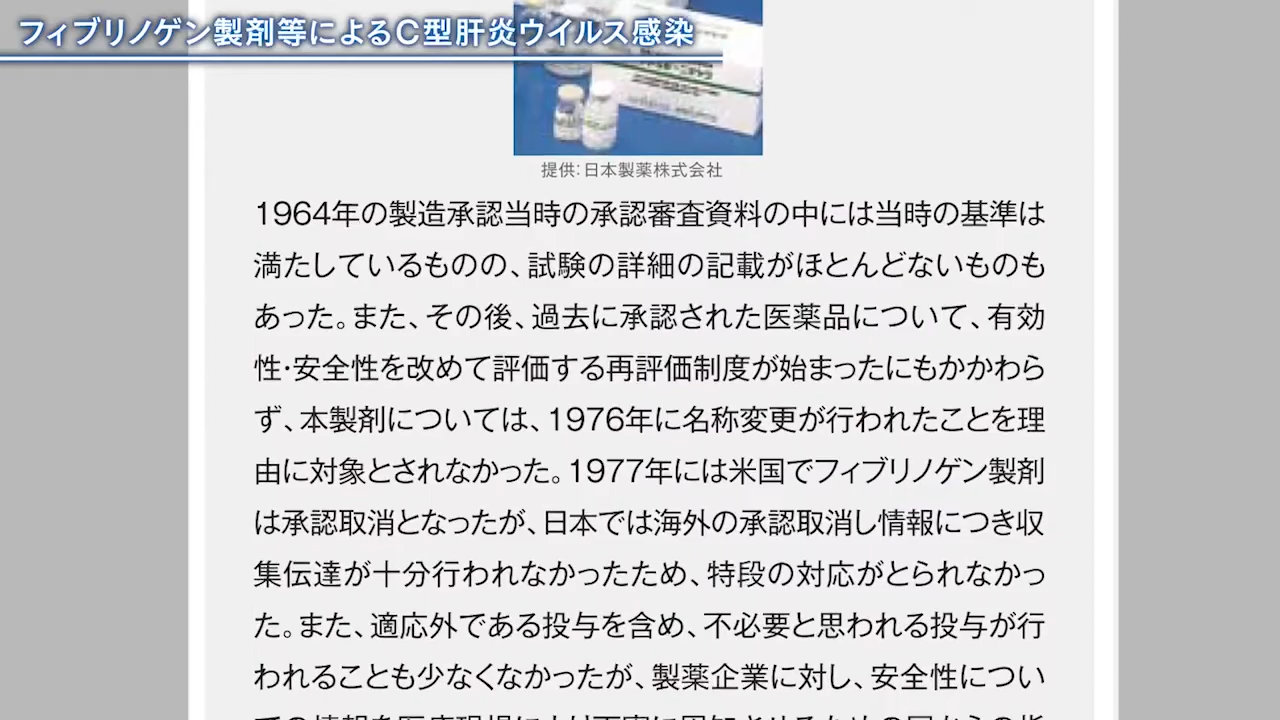 フィブリノゲン製剤等によるC型肝炎ウイルス感染
提供：日本製薬株式会社
1964年の製造承認当時の承認審査資料の中には当時の基準は
満たしているものの、試験の詳細の記載がほとんどないものも
あった。また、その後、過去に承認された医薬品について、有効
性・安全性を改めて評価する再評価制度が始まったにもかかわら
ず、本製剤については、1976年に名称変更が行われたことを理
由に対象とされなかった。1977年には米国でフィブリノゲン製剤
は承認取消となったが、日本では海外の承認取消し情報につき収
集伝達が十分行われなかったため、特段の対応がとられなかっ
た。また、適応外である投与を含め、不必要と思われる投与が行
われることも少なくなかったが、製薬企業に対し、安全性につい